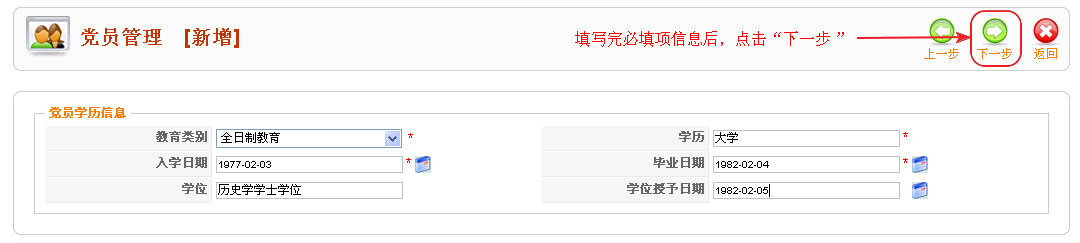 党员管理 [新增]
填写完必填项信息后，点击“下一步 ”
上一步 下一步 返回
党员学历信息
教育类别 全日制教育 * 学历 大学 *
入学日期 1977-02-03 * 毕业日期 1982-02-04 *
学位 历史学学士学位 学位授予日期 1982-02-05